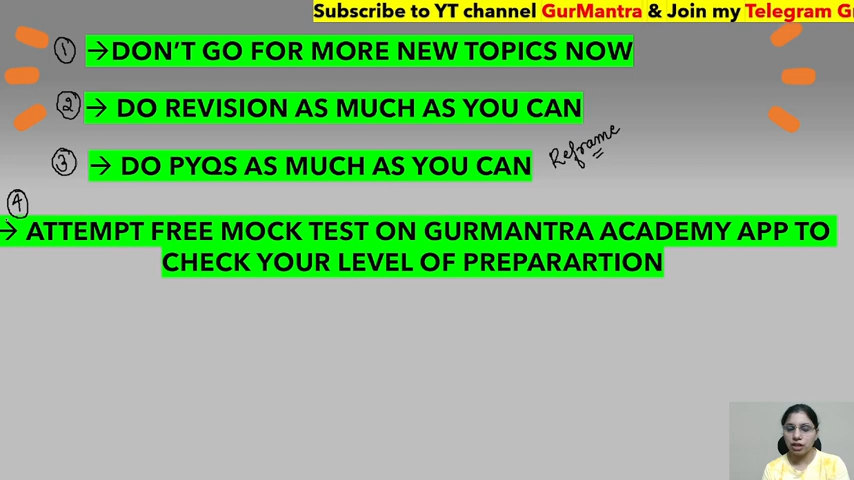 Subscribe to YT channel GurMantra & Join my Telegram Gr
1 → DON'T GO FOR MORE NEW TOPICS NOW
2 → DO REVISION AS MUCH AS YOU CAN
3 → DO PYQS AS MUCH AS YOU CAN Reframe
4
→ ATTEMPT FREE MOCK TEST ON GURMANTRA ACADEMY APP TO
CHECK YOUR LEVEL OF PREPARARTION